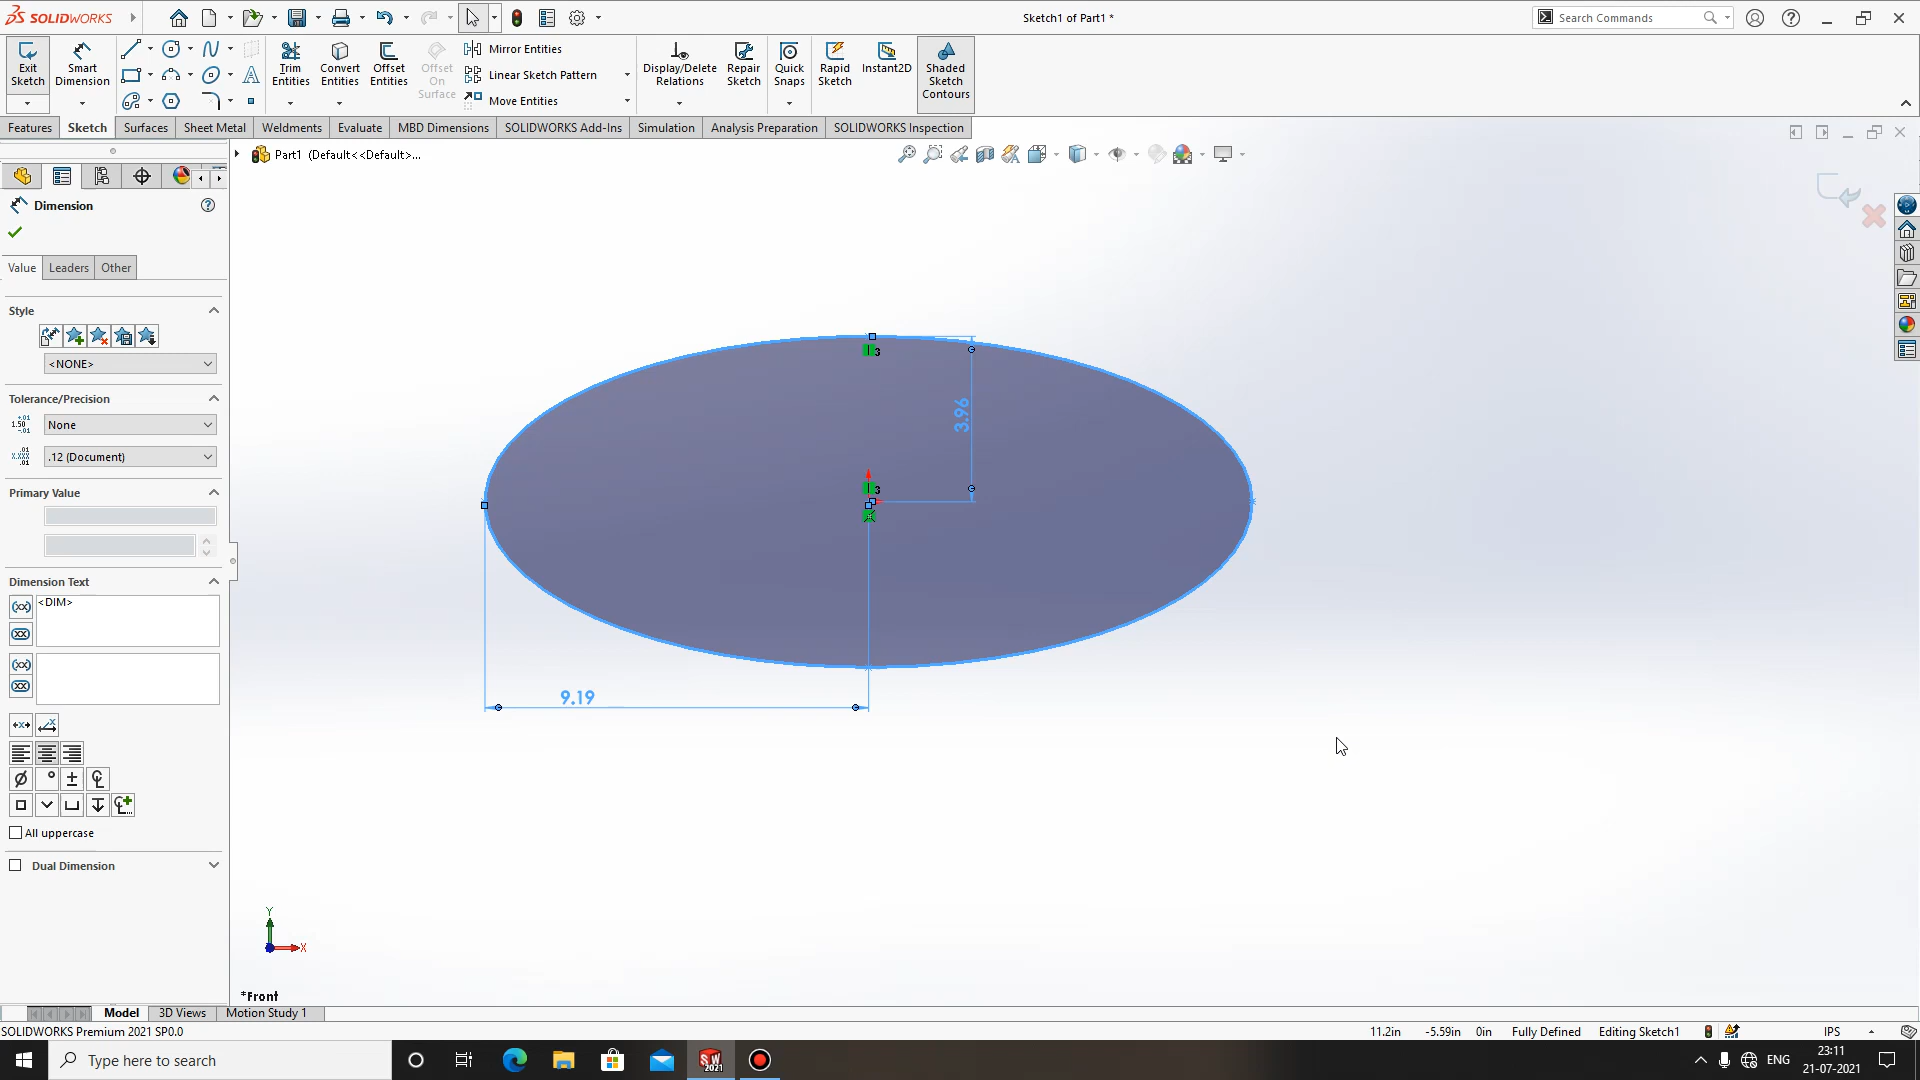 SOLIDWORKS
Sketch1 of Part1 *
Search Commands
Exit Sketch
Smart Dimension
Trim Entities
Convert Entities
Offset Entities
Offset On Surface
Mirror Entities
Linear Sketch Pattern
Move Entities
Display/Delete Relations
Repair Sketch
Quick Snaps
Rapid Sketch
Instant2D
Shaded Sketch Contours
Features
Sketch
Surfaces
Sheet Metal
Weldments
Evaluate
MBD Dimensions
SOLIDWORKS Add-Ins
Simulation
Analysis Preparation
SOLIDWORKS Inspection
Part1 (Default<<Default>...
Dimension
Value
Leaders
Other
Style
<NONE>
Tolerance/Precision
None
.12 (Document)
Primary Value
Dimension Text
<DIM>
All uppercase
Dual Dimension
3
3.96
3
9.19
Y
X
*Front
Model
3D Views
Motion Study 1
SOLIDWORKS Premium 2021 SP0.0
11.2in
-5.59in
0in
Fully Defined
Editing Sketch1
IPS
Type here to search
ENG
23:11
21-07-2021